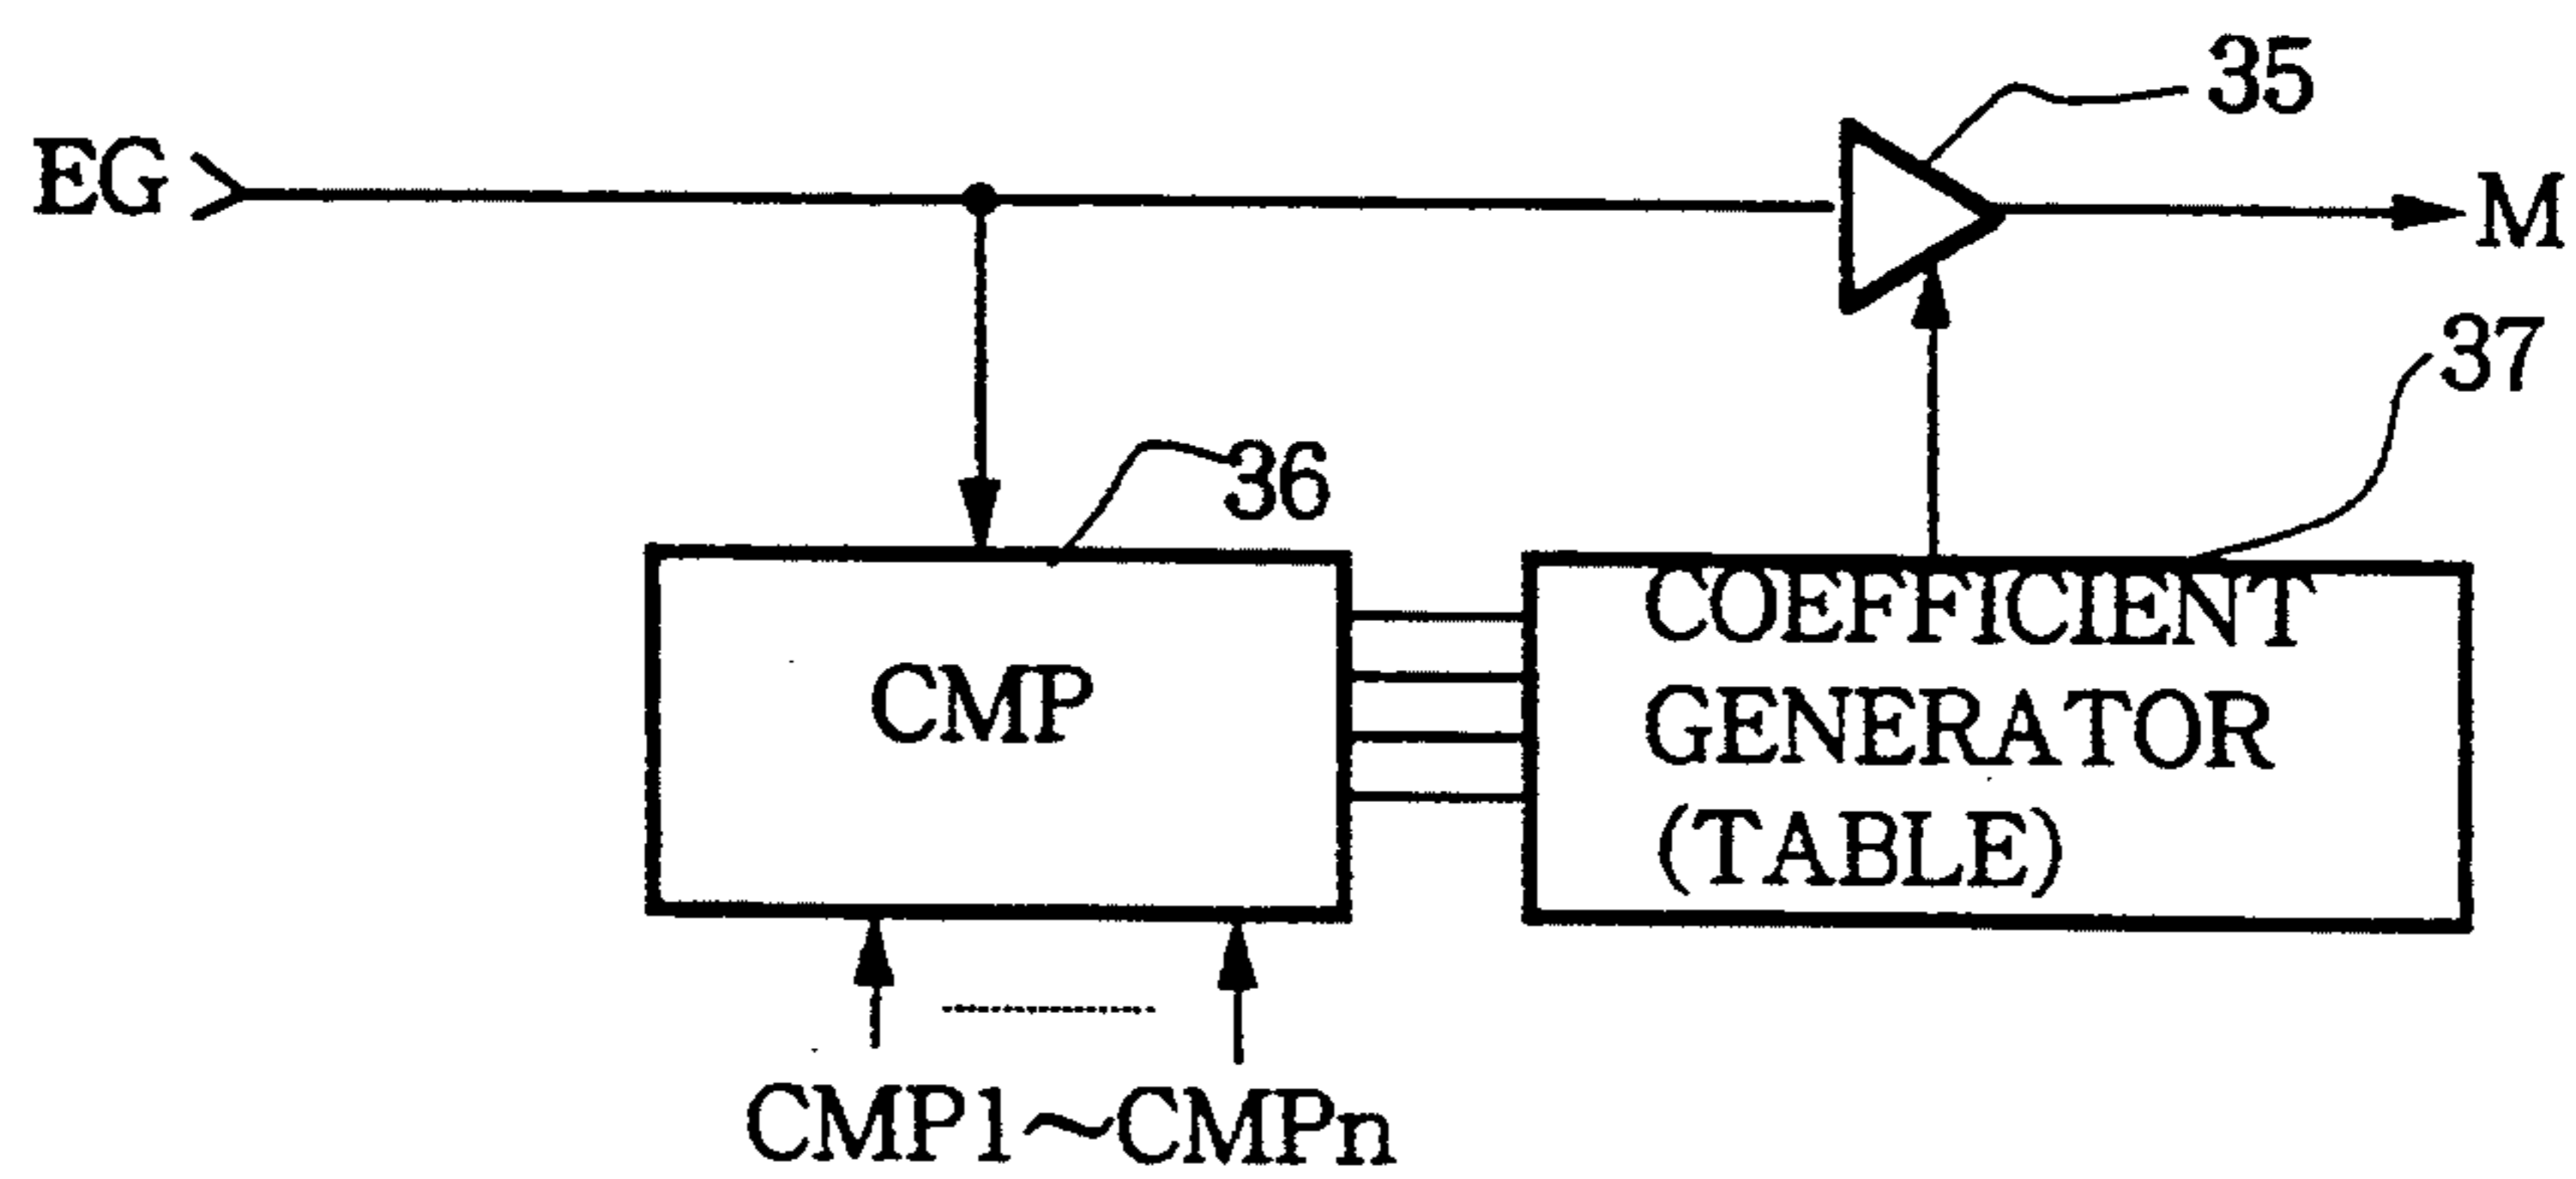 35
EG
M
37
36
CMP
COEFFICIENT
GENERATOR
(TABLE)
CMP1~CMPn